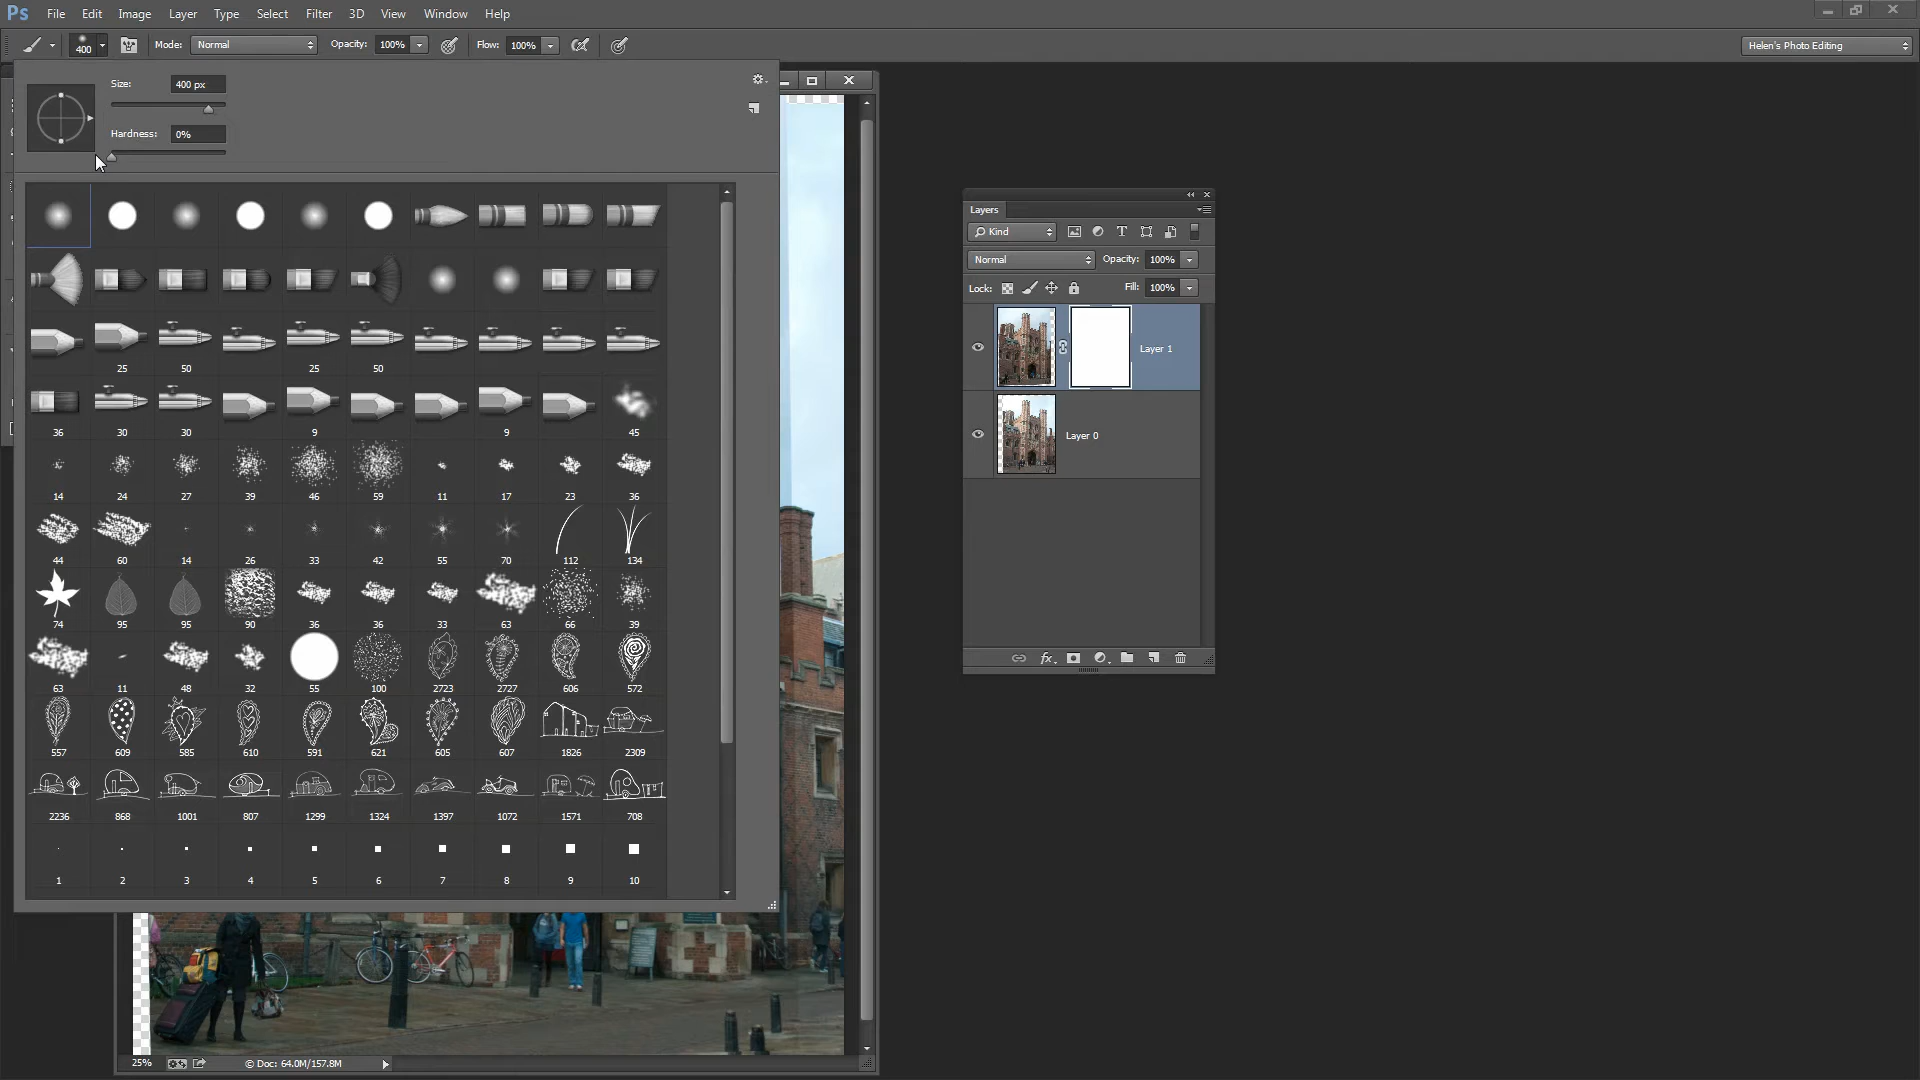 Ps File Edit Image Layer Type Select Filter 3D View Window Help
400 Mode: Normal Opacity: 100% Flow: 100% Helen's Photo Editing
Size: 400 px
Hardness: 0%
25 50 25 50
36 30 30 9 9 45
14 24 27 39 46 59 11 17 23 36
44 60 14 26 33 42 55 70 112 134
74 95 95 90 36 36 33 63 66 39
63 11 48 32 55 100 2723 2727 606 572
557 609 585 610 591 621 605 607 1826 2309
2236 868 1001 807 1299 1324 1397 1072 1571 708
1 2 3 4 5 6 7 8 9 10
25% © Doc: 64.0M/157.8M
Layers
Kind
Normal Opacity: 100%
Lock: Fill: 100%
Layer 1
Layer 0
fx